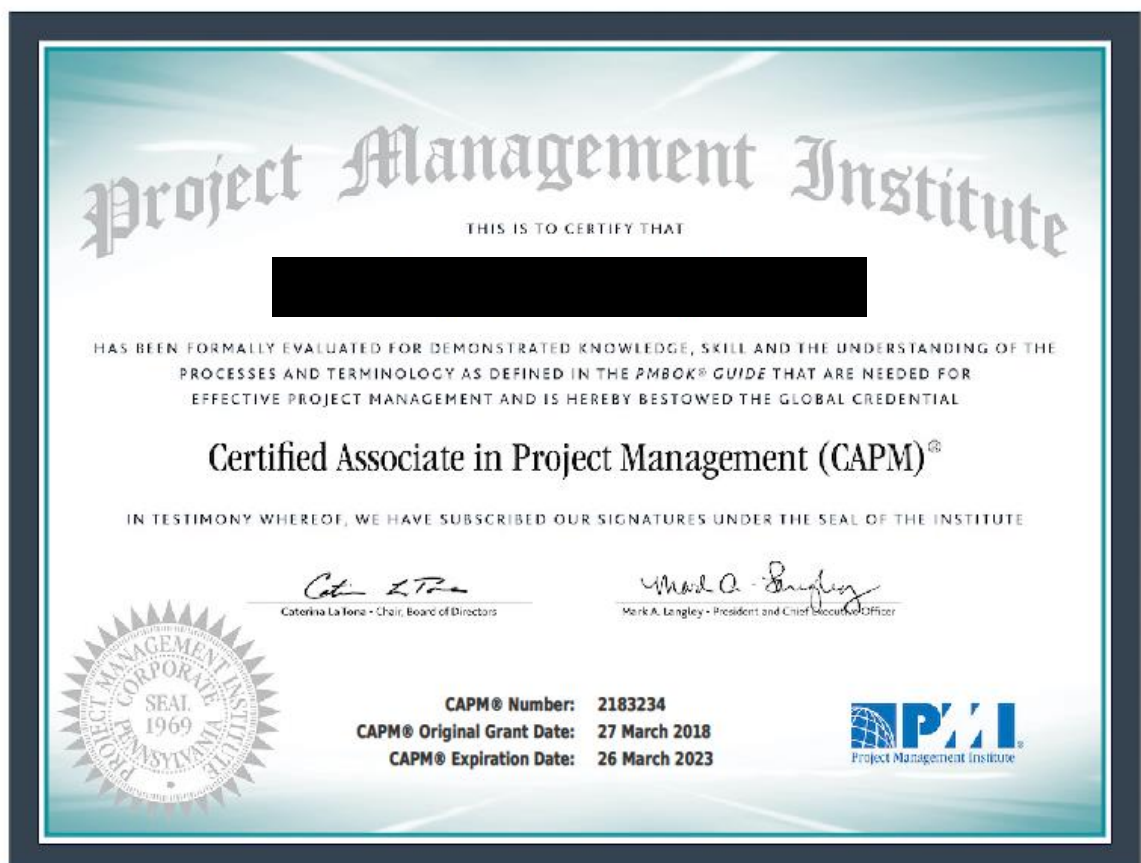 Project Management Institute
THIS IS TO CERTIFY THAT
HAS BEEN FORMALLY EVALUATED FOR DEMONSTRATED KNOWLEDGE, SKILL AND THE UNDERSTANDING OF THE
PROCESSES AND TERMINOLOGY AS DEFINED IN THE PMBOK® GUIDE THAT ARE NEEDED FOR
EFFECTIVE PROJECT MANAGEMENT AND IS HEREBY BESTOWED THE GLOBAL CREDENTIAL
Certified Associate in Project Management (CAPM)®
IN TESTIMONY WHEREOF, WE HAVE SUBSCRIBED OUR SIGNATURES UNDER THE SEAL OF THE INSTITUTE
Caterina La Tona - Chair, Board of Directors
Mark A. Langley - President and Chief Executive Officer
PROJECT MANAGEMENT INSTITUTE
CORPORATE
SEAL
1969
PENNSYLVANIA
CAPM® Number: 2183234
CAPM® Original Grant Date: 27 March 2018
CAPM® Expiration Date: 26 March 2023
PMI
Project Management Institute